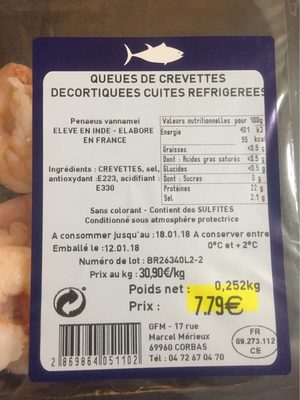 QUEUES DE CREVETTES
DECORTIQUEES CUITES REFRIGEREES
Penaeus vannamei
ELEVE EN INDE - ELABORE
EN FRANCE
Ingrédients : CREVETTES, sel,
antioxydant :E223, acidifiant :
E330
Valeurs nutritionnelles pour 100g
Energie 401 kJ
95 kcal
Graisses <0.5 g
Dont : Acides gras saturés <0.5 g
Glucides <0.5 g
Dont : Sucres 0 g
Protéines 22 g
Sel 2.1 g
Sans colorant - Contient des SULFITES
Conditionné sous atmosphère protectrice
A consommer jusqu'au : 18.01.18 A conserver entre
Emballé le :12.01.18 0°C et + 2°C
Numéro de lot : BR26340L2-2
Prix au kg : 30,90€/kg
Poids net : 0,252kg
Prix : 7.79€
GFM - 17 rue
Marcel Mérieux
69960 CORBAS
Tél : 04 72 67 04 70
FR
69.273.112
CE
2 869864 051102